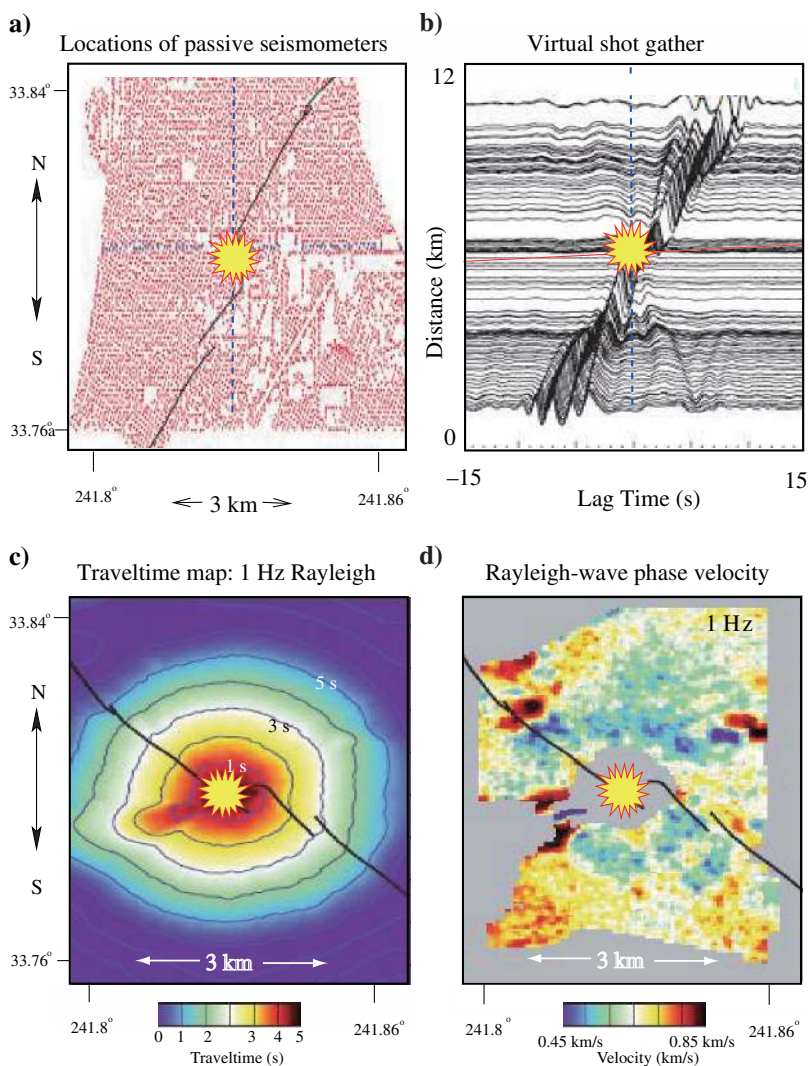 a)
Locations of passive seismometers
33.84°
N
S
33.76a
241.8°
3 km
241.86°
b)
Virtual shot gather
12
Distance (km)
0
−15
15
Lag Time (s)
c)
Traveltime map: 1 Hz Rayleigh
33.84°
N
S
33.76°
5 s
3 s
1 s
3 km
241.8°
241.86°
0 1 2 3 4 5
Traveltime (s)
d)
Rayleigh-wave phase velocity
1 Hz
3 km
241.8°
241.86°
0.45 km/s
0.85 km/s
Velocity (km/s)